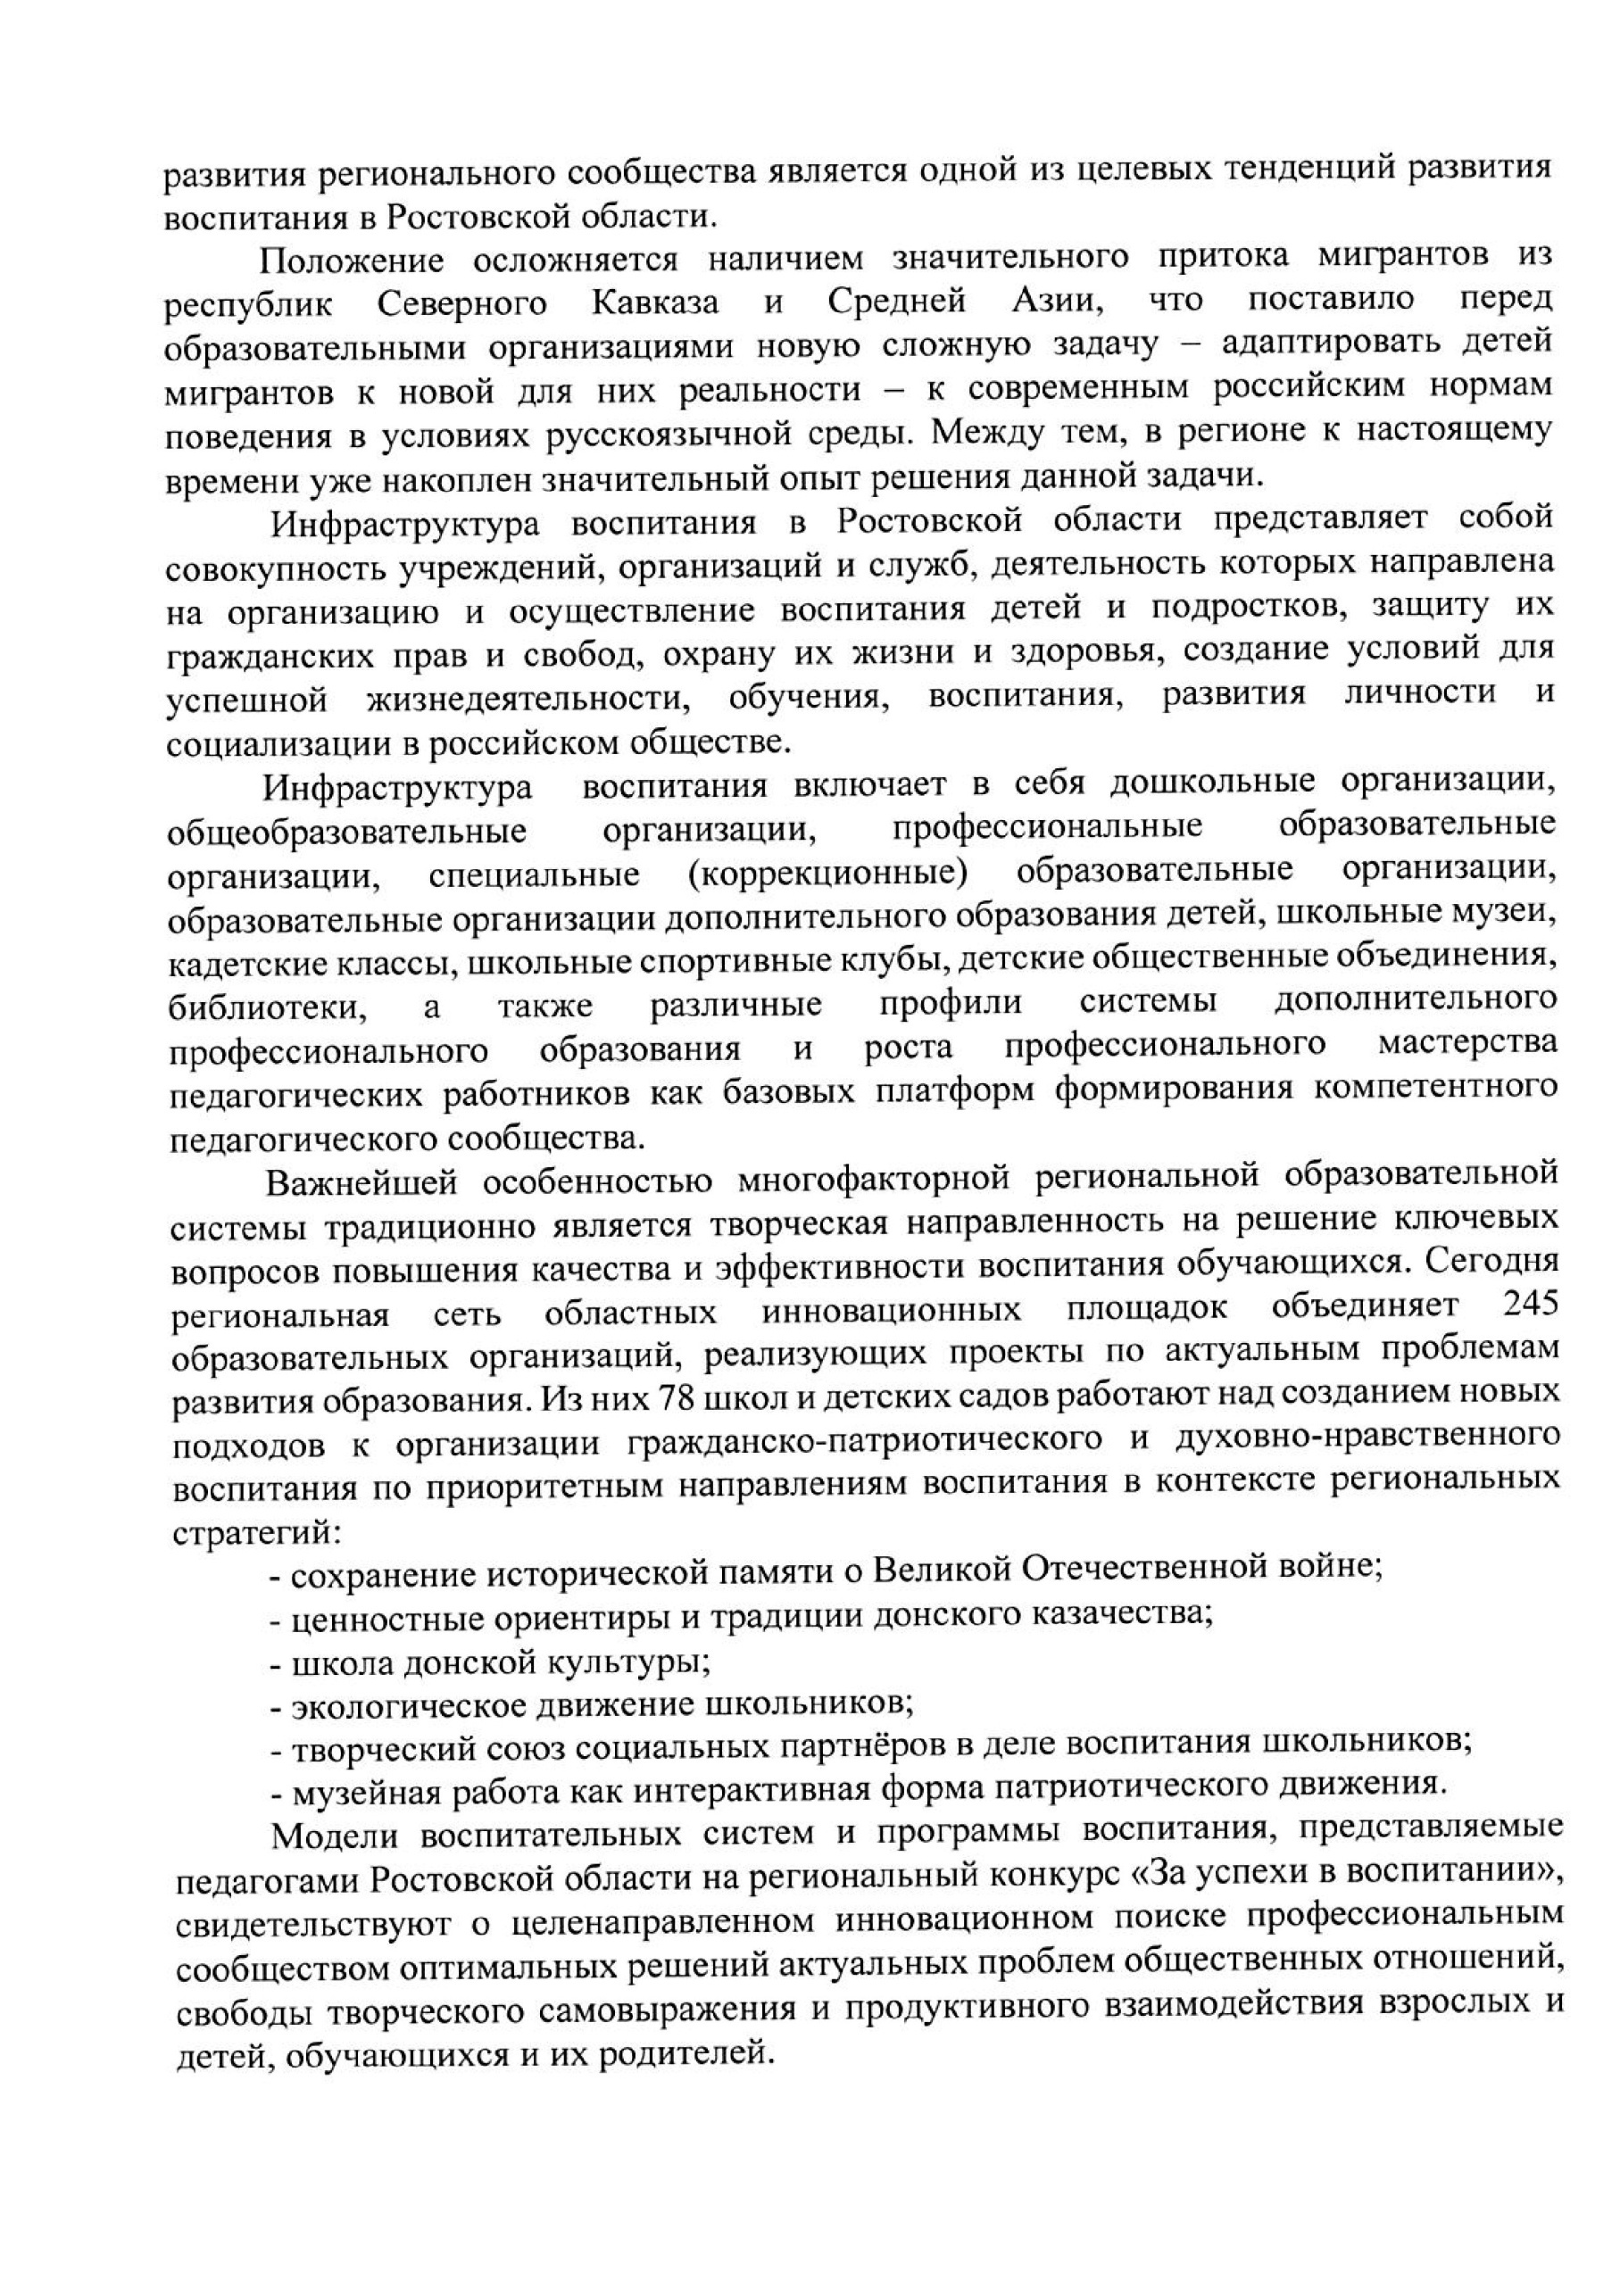 развития регионального сообщества является одной из целевых тенденций развития
воспитания в Ростовской области.
Положение осложняется наличием значительного притока мигрантов из
республик Северного Кавказа и Средней Азии, что поставило перед
образовательными организациями новую сложную задачу – адаптировать детей
мигрантов к новой для них реальности – к современным российским нормам
поведения в условиях русскоязычной среды. Между тем, в регионе к настоящему
времени уже накоплен значительный опыт решения данной задачи.
Инфраструктура воспитания в Ростовской области представляет собой
совокупность учреждений, организаций и служб, деятельность которых направлена
на организацию и осуществление воспитания детей и подростков, защиту их
гражданских прав и свобод, охрану их жизни и здоровья, создание условий для
успешной жизнедеятельности, обучения, воспитания, развития личности и
социализации в российском обществе.
Инфраструктура воспитания включает в себя дошкольные организации,
общеобразовательные организации, профессиональные образовательные
организации, специальные (коррекционные) образовательные организации,
образовательные организации дополнительного образования детей, школьные музеи,
кадетские классы, школьные спортивные клубы, детские общественные объединения,
библиотеки, а также различные профили системы дополнительного
профессионального образования и роста профессионального мастерства
педагогических работников как базовых платформ формирования компетентного
педагогического сообщества.
Важнейшей особенностью многофакторной региональной образовательной
системы традиционно является творческая направленность на решение ключевых
вопросов повышения качества и эффективности воспитания обучающихся. Сегодня
региональная сеть областных инновационных площадок объединяет 245
образовательных организаций, реализующих проекты по актуальным проблемам
развития образования. Из них 78 школ и детских садов работают над созданием новых
подходов к организации гражданско-патриотического и духовно-нравственного
воспитания по приоритетным направлениям воспитания в контексте региональных
стратегий:
- сохранение исторической памяти о Великой Отечественной войне;
- ценностные ориентиры и традиции донского казачества;
- школа донской культуры;
- экологическое движение школьников;
- творческий союз социальных партнёров в деле воспитания школьников;
- музейная работа как интерактивная форма патриотического движения.
Модели воспитательных систем и программы воспитания, представляемые
педагогами Ростовской области на региональный конкурс «За успехи в воспитании»,
свидетельствуют о целенаправленном инновационном поиске профессиональным
сообществом оптимальных решений актуальных проблем общественных отношений,
свободы творческого самовыражения и продуктивного взаимодействия взрослых и
детей, обучающихся и их родителей.